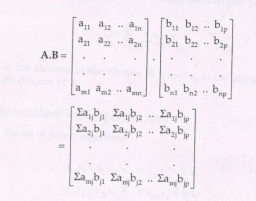 A.B = [a₁₁ a₁₂ .. a₁ₙ] . [b₁₁ b₁₂ .. b₁ₚ]
[a₂₁ a₂₂ .. a₂ₙ] [b₂₁ b₂₂ .. b₂ₚ]
[. . .] [. . .]
[aₘ₁ aₘ₂ .. aₘₙ] [bₙ₁ bₙ₂ .. bₙₚ]
= [Σa₁ⱼbⱼ₁ Σa₁ⱼbⱼ₂ .. Σa₁ⱼbⱼₚ]
[Σa₂ⱼbⱼ₁ Σa₂ⱼbⱼ₂ .. Σa₂ⱼbⱼₚ]
[. . .]
[. . .]
[Σaₘⱼbⱼ₁ Σaₘⱼbⱼ₂ .. Σaₘⱼbⱼₚ]